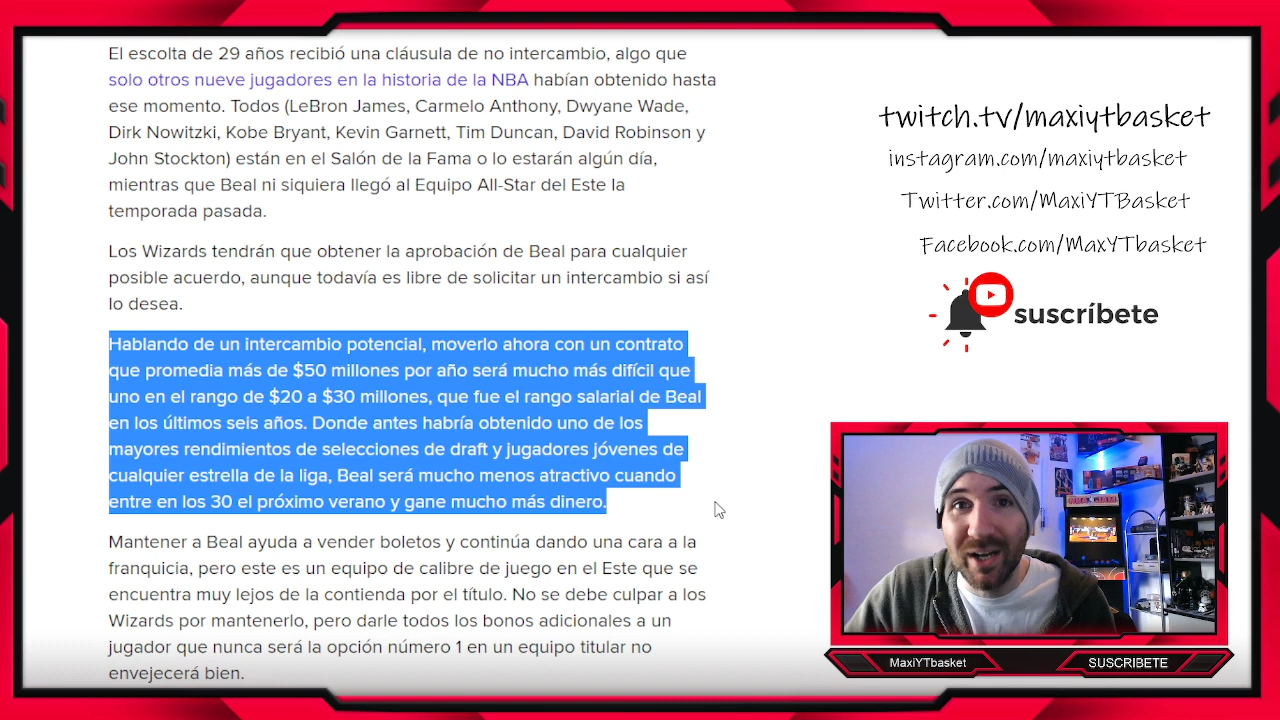 El escolta de 29 años recibió una cláusula de no intercambio, algo que
solo otros nueve jugadores en la historia de la NBA habían obtenido hasta
ese momento. Todos (LeBron James, Carmelo Anthony, Dwyane Wade,
Dirk Nowitzki, Kobe Bryant, Kevin Garnett, Tim Duncan, David Robinson y
John Stockton) están en el Salón de la Fama o lo estarán algún día,
mientras que Beal ni siquiera llegó al Equipo All-Star del Este la
temporada pasada.
Los Wizards tendrán que obtener la aprobación de Beal para cualquier
posible acuerdo, aunque todavía es libre de solicitar un intercambio si así
lo desea.
Hablando de un intercambio potencial, moverlo ahora con un contrato
que promedia más de $50 millones por año será mucho más difícil que
uno en el rango de $20 a $30 millones, que fue el rango salarial de Beal
en los últimos seis años. Donde antes habría obtenido uno de los
mayores rendimientos de selecciones de draft y jugadores jóvenes de
cualquier estrella de la liga, Beal será mucho menos atractivo cuando
entre en los 30 el próximo verano y gane mucho más dinero.
Mantener a Beal ayuda a vender boletos y continúa dando una cara a la
franquicia, pero este es un equipo de calibre de juego en el Este que se
encuentra muy lejos de la contienda por el título. No se debe culpar a los
Wizards por mantenerlo, pero darle todos los bonos adicionales a un
jugador que nunca será la opción número 1 en un equipo titular no
envejecerá bien.
twitch.tv/maxiytbasket
instagram.com/maxiytbasket
Twitter.com/MaxiYTBasket
Facebook.com/MaxYTbasket
suscríbete
NBA JAM
MaxiYTbasket
SUSCRIBETE